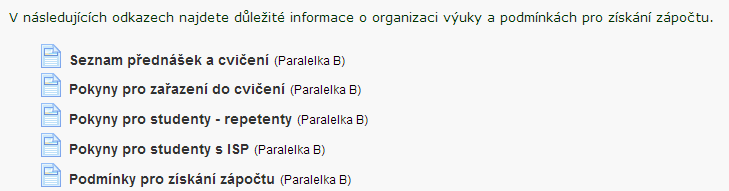 V následujících odkazech najdete důležité informace o organizaci výuky a podmínkách pro získání zápočtu.
Seznam přednášek a cvičení (Paralelka B)
Pokyny pro zařazení do cvičení (Paralelka B)
Pokyny pro studenty - repetenty (Paralelka B)
Pokyny pro studenty s ISP (Paralelka B)
Podmínky pro získání zápočtu (Paralelka B)